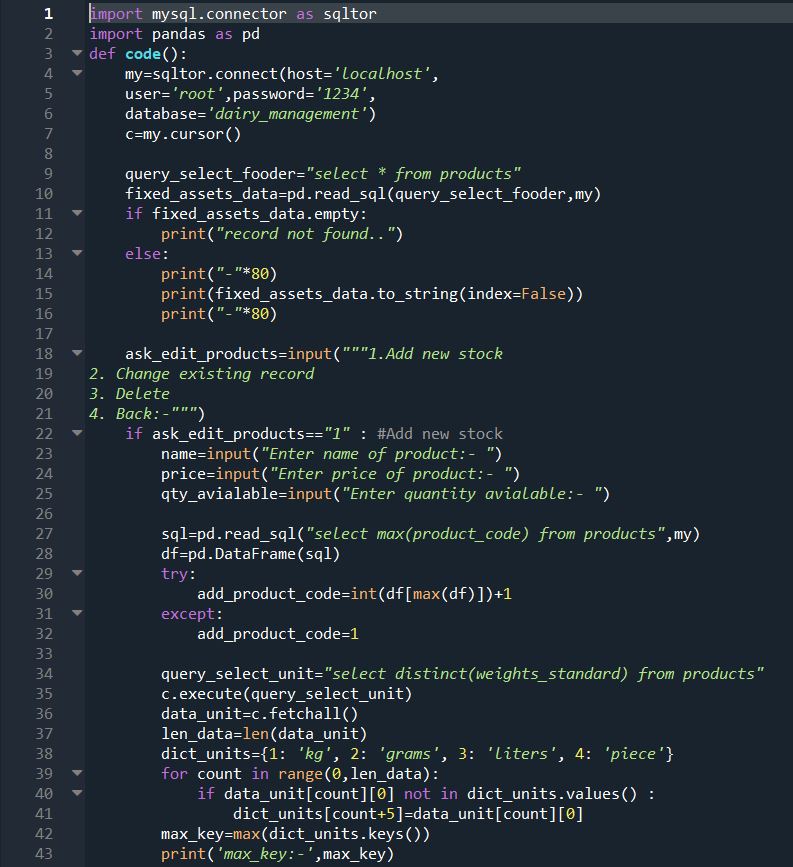 1 import mysql.connector as sqltor
2 import pandas as pd
3 def code():
4     my=sqltor.connect(host='localhost',
5     user='root',password='1234',
6     database='dairy_management')
7     c=my.cursor()
8
9     query_select_fooder="select * from products"
10     fixed_assets_data=pd.read_sql(query_select_fooder,my)
11     if fixed_assets_data.empty:
12         print("record not found..")
13     else:
14         print("-"*80)
15         print(fixed_assets_data.to_string(index=False))
16         print("-"*80)
17
18     ask_edit_products=input("""1.Add new stock
19 2. Change existing record
20 3. Delete
21 4. Back:-""")
22     if ask_edit_products=="1" : #Add new stock
23         name=input("Enter name of product:- ")
24         price=input("Enter price of product:- ")
25         qty_avialable=input("Enter quantity avialable:- ")
26
27         sql=pd.read_sql("select max(product_code) from products",my)
28         df=pd.DataFrame(sql)
29         try:
30             add_product_code=int(df[max(df)])+1
31         except:
32             add_product_code=1
33
34         query_select_unit="select distinct(weights_standard) from products"
35         c.execute(query_select_unit)
36         data_unit=c.fetchall()
37         len_data=len(data_unit)
38         dict_units={1: 'kg', 2: 'grams', 3: 'liters', 4: 'piece'}
39         for count in range(0,len_data):
40             if data_unit[count][0] not in dict_units.values() :
41                 dict_units[count+5]=data_unit[count][0]
42         max_key=max(dict_units.keys())
43         print('max_key:-',max_key)